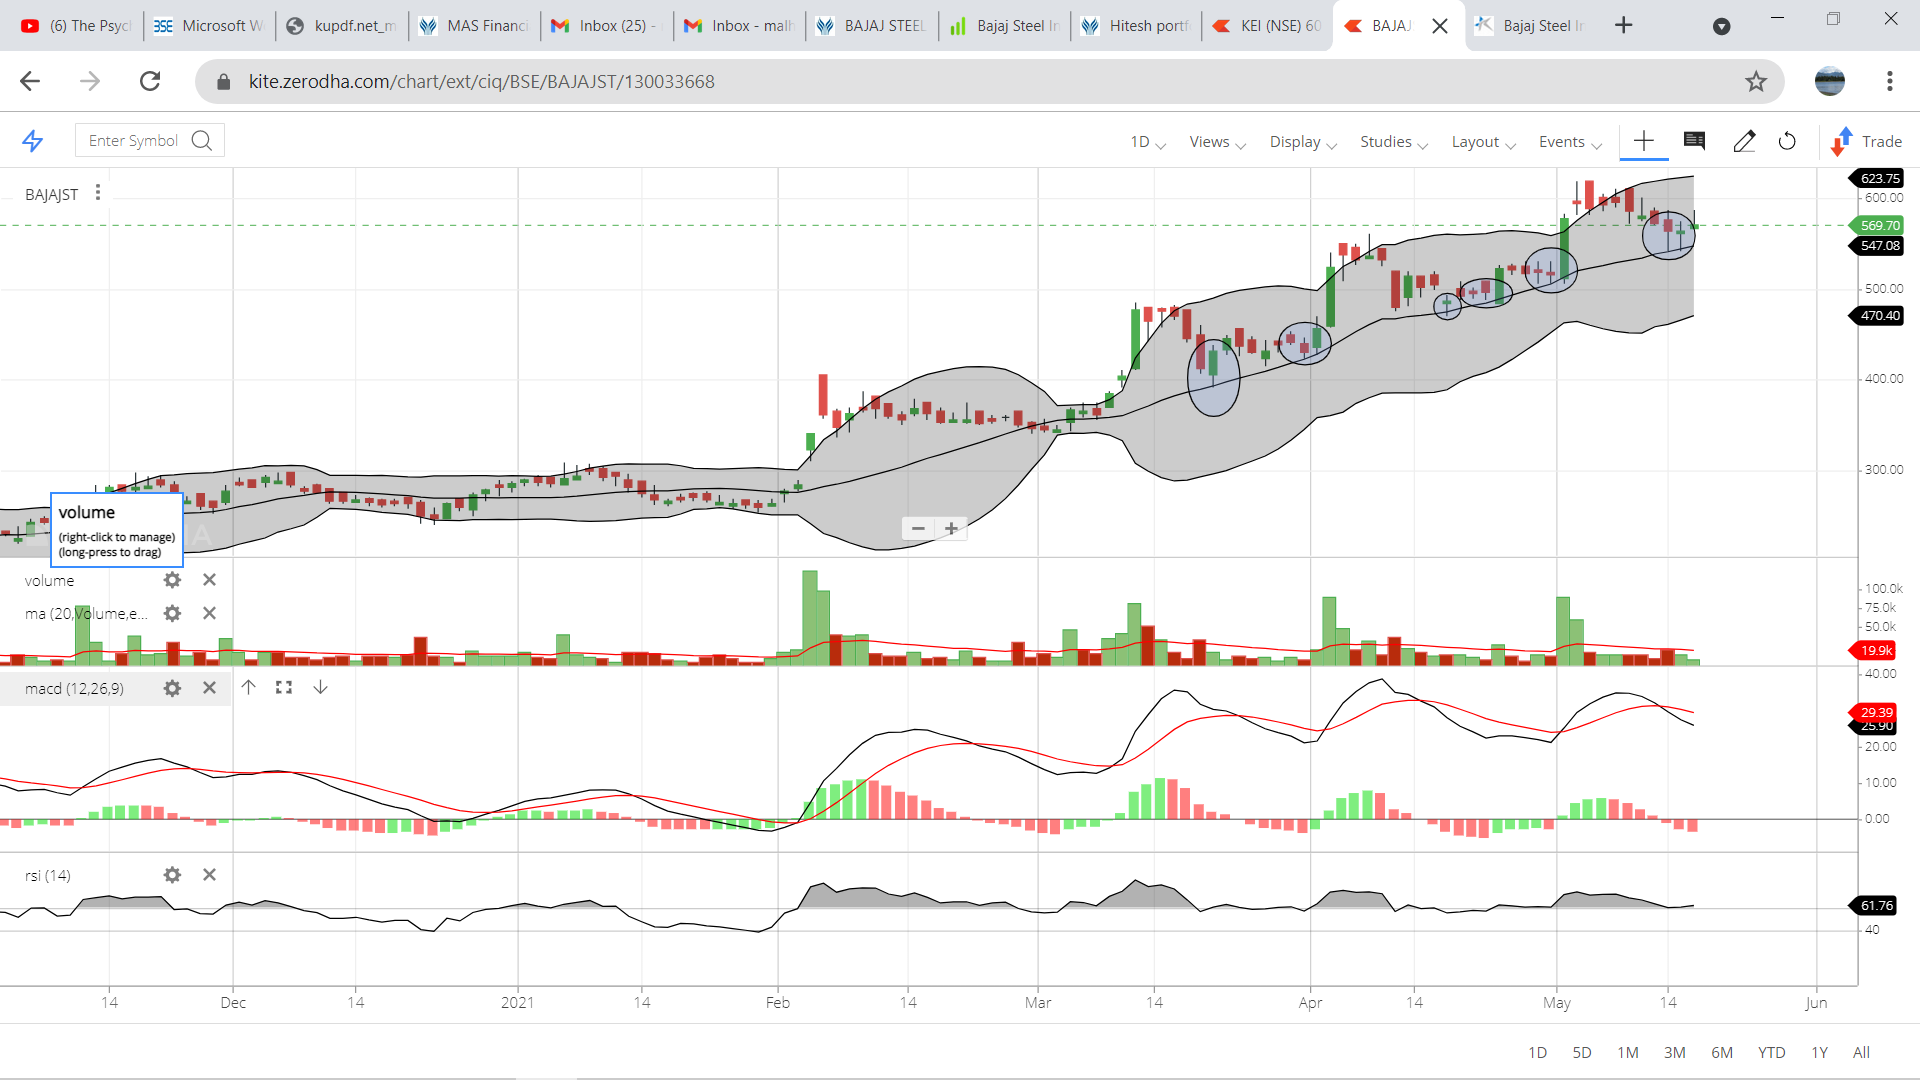 (6) The Psych
Microsoft W
kupdf.net_m
MAS Financi
Inbox (25) -
Inbox - malh
BAJAJ STEEL
Bajaj Steel In
Hitesh portf
KEI (NSE) 60
BAJAJ
Bajaj Steel In
kite.zerodha.com/chart/ext/ciq/BSE/BAJAJST/130033668
Enter Symbol
1D
Views
Display
Studies
Layout
Events
Trade
BAJAJST
623.75
600.00
569.70
547.08
500.00
470.40
400.00
300.00
volume
(right-click to manage)
(long-press to drag)
volume
ma (20,Volume,e...
100.0k
75.0k
50.0k
19.9k
macd (12,26,9)
40.00
29.39
25.90
20.00
10.00
0.00
rsi (14)
61.76
40
14 Dec 14 2021 14 Feb 14 Mar 14 Apr 14 May 14 Jun
1D 5D 1M 3M 6M YTD 1Y All